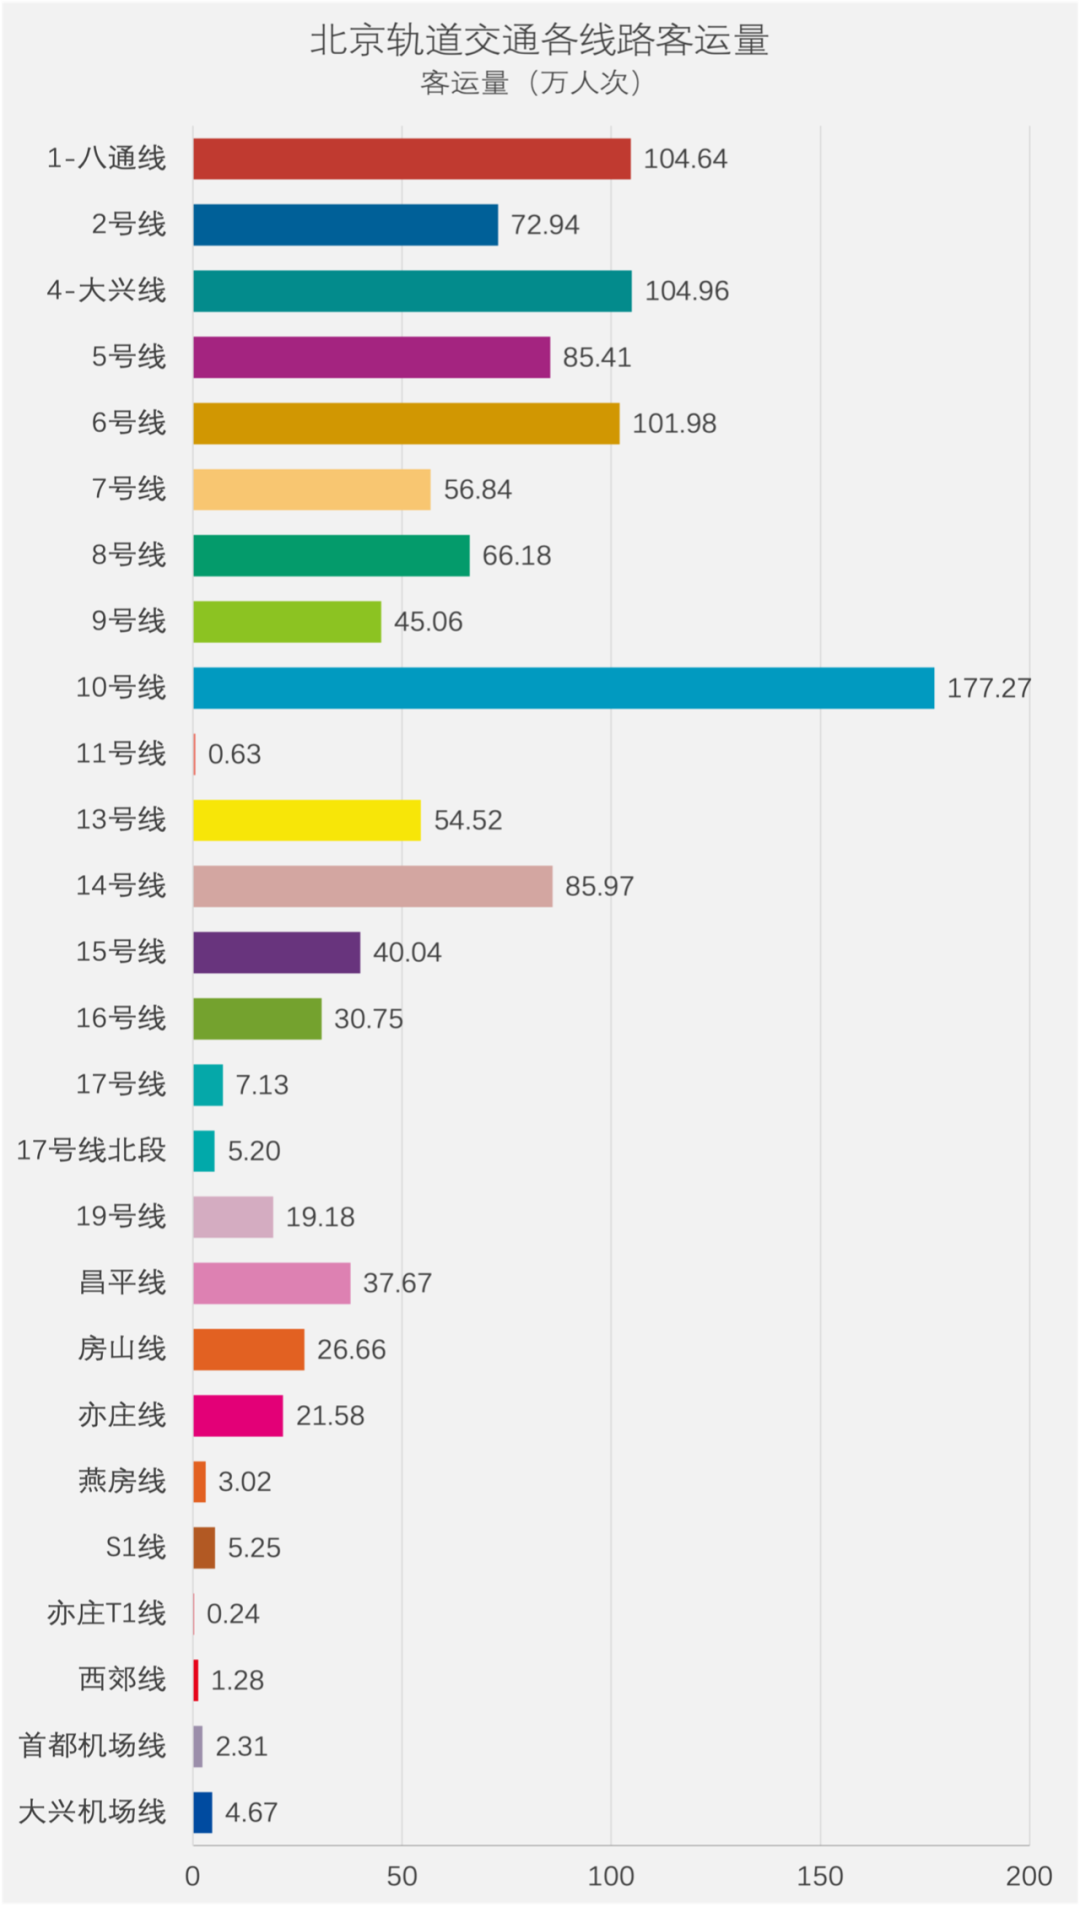 北京轨道交通各线路客运量
客运量（万人次）
1-八通线 104.64
2号线 72.94
4-大兴线 104.96
5号线 85.41
6号线 101.98
7号线 56.84
8号线 66.18
9号线 45.06
10号线 177.27
11号线 0.63
13号线 54.52
14号线 85.97
15号线 40.04
16号线 30.75
17号线 7.13
17号线北段 5.20
19号线 19.18
昌平线 37.67
房山线 26.66
亦庄线 21.58
燕房线 3.02
S1线 5.25
亦庄T1线 0.24
西郊线 1.28
首都机场线 2.31
大兴机场线 4.67
0 50 100 150 200